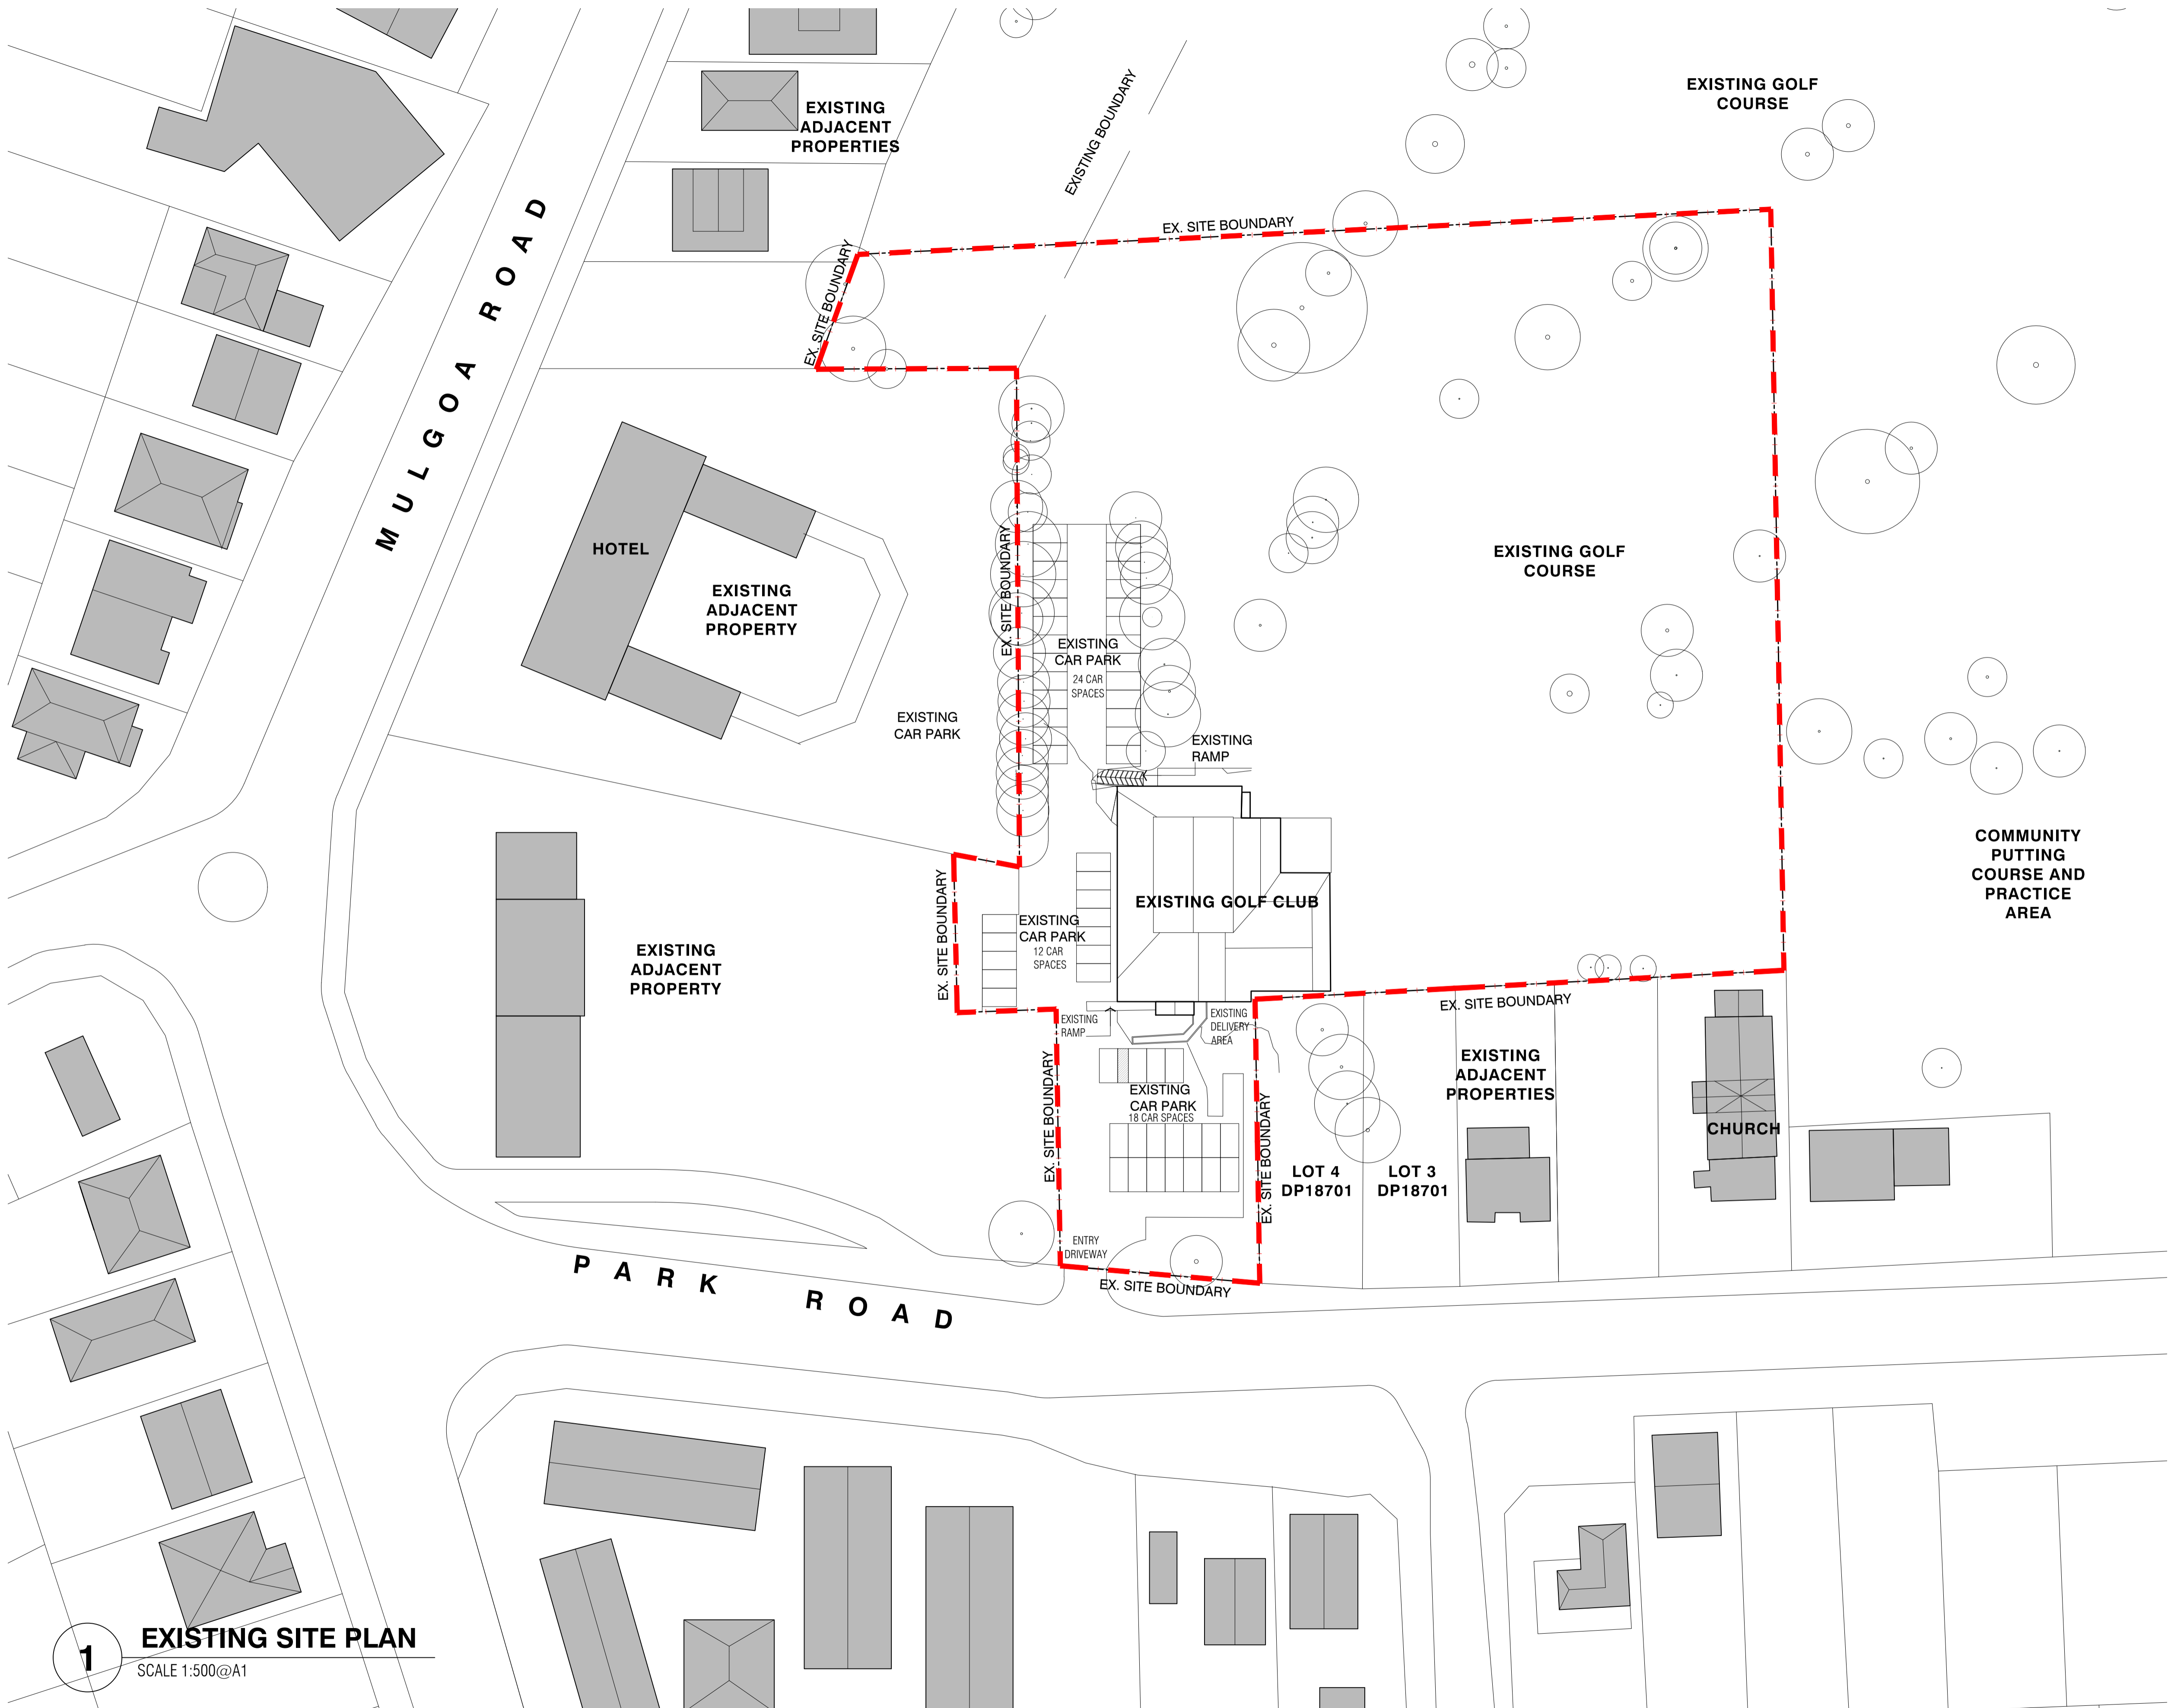 EXISTING GOLF
COURSE
EXISTING
ADJACENT
PROPERTIES
EXISTING BOUNDARY
MULGOA ROAD
EX. SITE BOUNDARY
EX. SITE BOUNDARY
HOTEL
EXISTING
ADJACENT
PROPERTY
EX. SITE BOUNDARY
EXISTING GOLF
COURSE
EXISTING
CAR PARK
24 CAR
SPACES
EXISTING
CAR PARK
EXISTING
RAMP
COMMUNITY
PUTTING
COURSE AND
PRACTICE
AREA
EX. SITE BOUNDARY
EXISTING GOLF CLUB
EXISTING
CAR PARK
12 CAR
SPACES
EXISTING
ADJACENT
PROPERTY
EX. SITE BOUNDARY
EXISTING
RAMP
EXISTING
DELIVERY
AREA
EX. SITE BOUNDARY
EXISTING
CAR PARK
18 CAR SPACES
EX. SITE BOUNDARY
EXISTING
ADJACENT
PROPERTIES
CHURCH
LOT 4
DP18701
LOT 3
DP18701
ENTRY
DRIVEWAY
EX. SITE BOUNDARY
PARK ROAD
1
EXISTING SITE PLAN
SCALE 1:500@A1